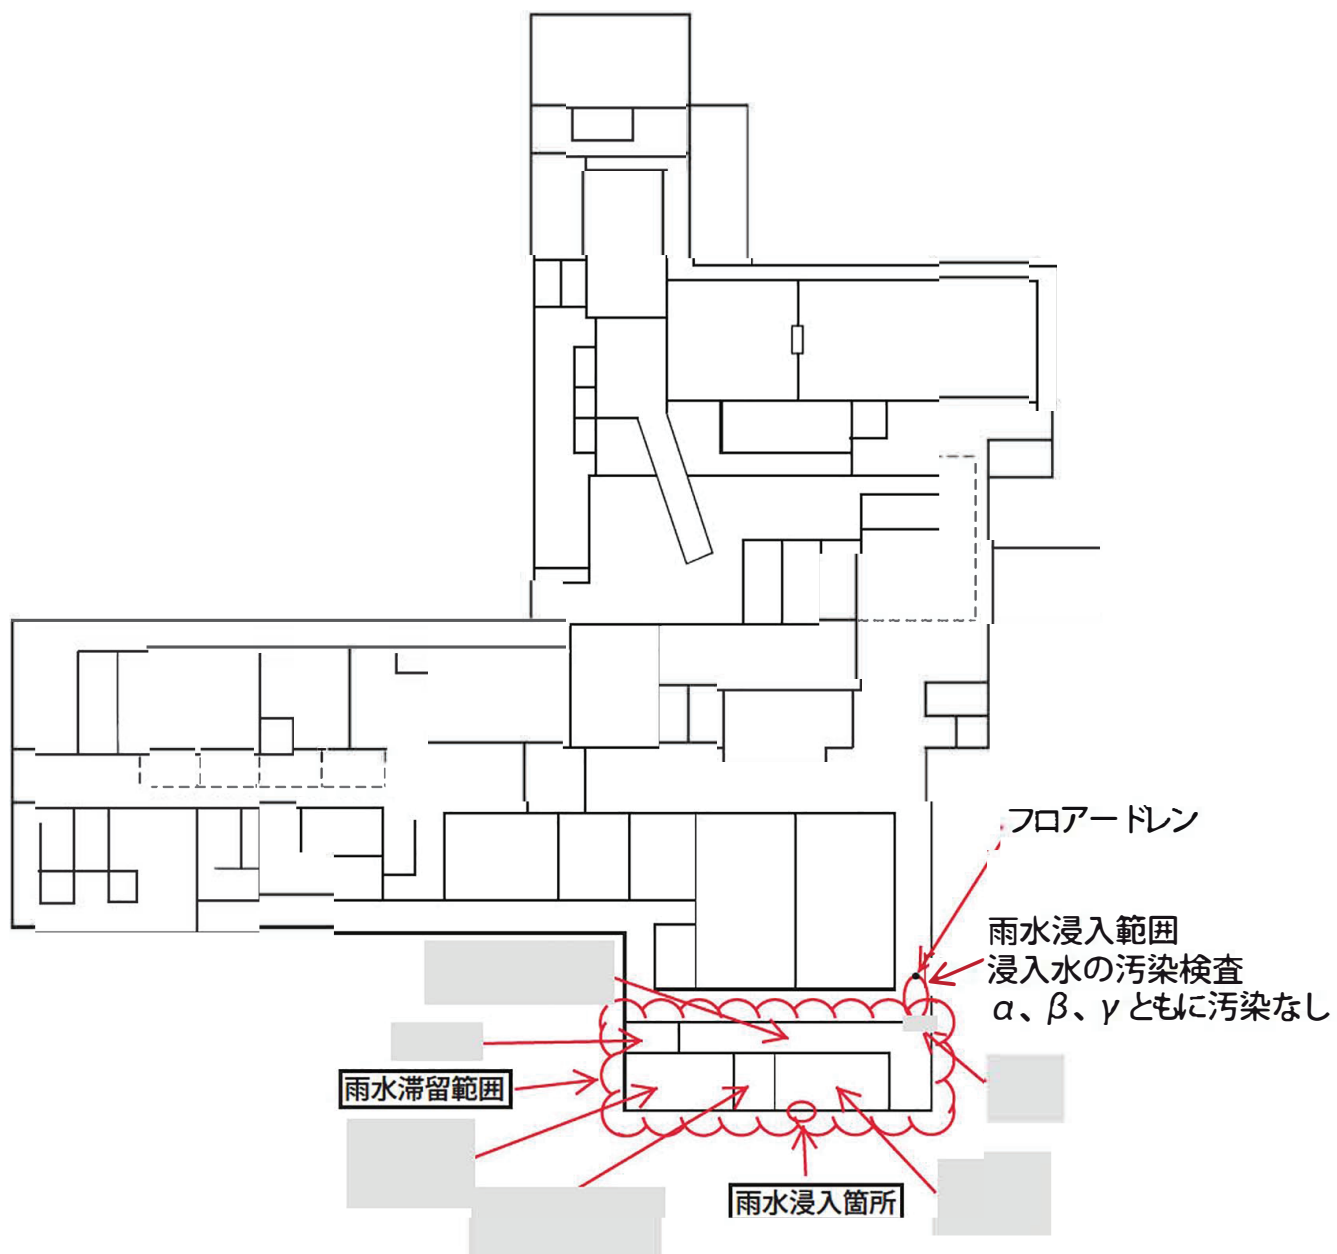 フロアードレン
雨水浸入範囲
浸入水の汚染検査
α、β、γともに汚染なし
雨水滞留範囲
雨水浸入箇所